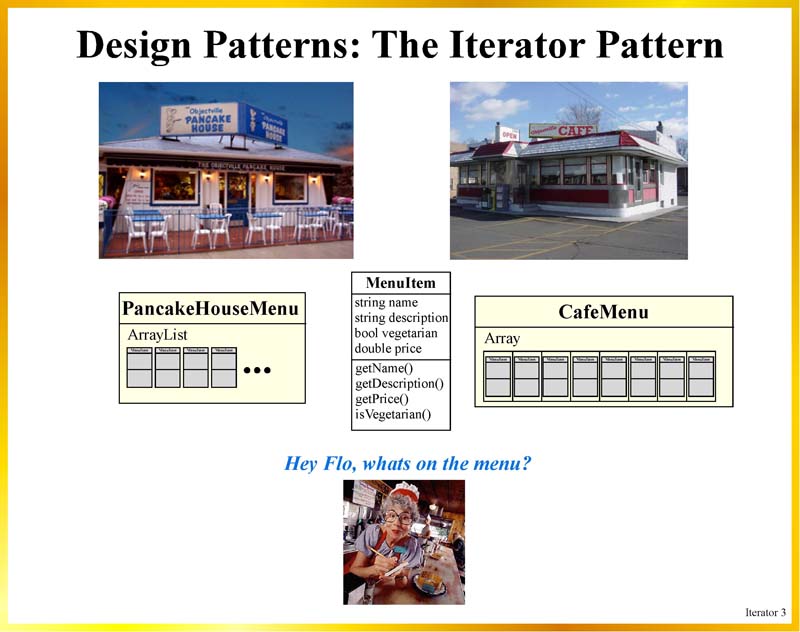 Design Patterns: The Iterator Pattern
Objectville
PANCAKE
HOUSE
Objectville
PANCAKE
HOUSE
THE OBJECTVILLE PANCAKE HOUSE
OPEN
Objectville CAFE
PancakeHouseMenu
ArrayList
MenuItem MenuItem MenuItem MenuItem
...
MenuItem
string name
string description
bool vegetarian
double price
getName()
getDescription()
getPrice()
isVegetarian()
CafeMenu
Array
MenuItem MenuItem MenuItem MenuItem MenuItem MenuItem MenuItem MenuItem
Hey Flo, whats on the menu?
Iterator 3